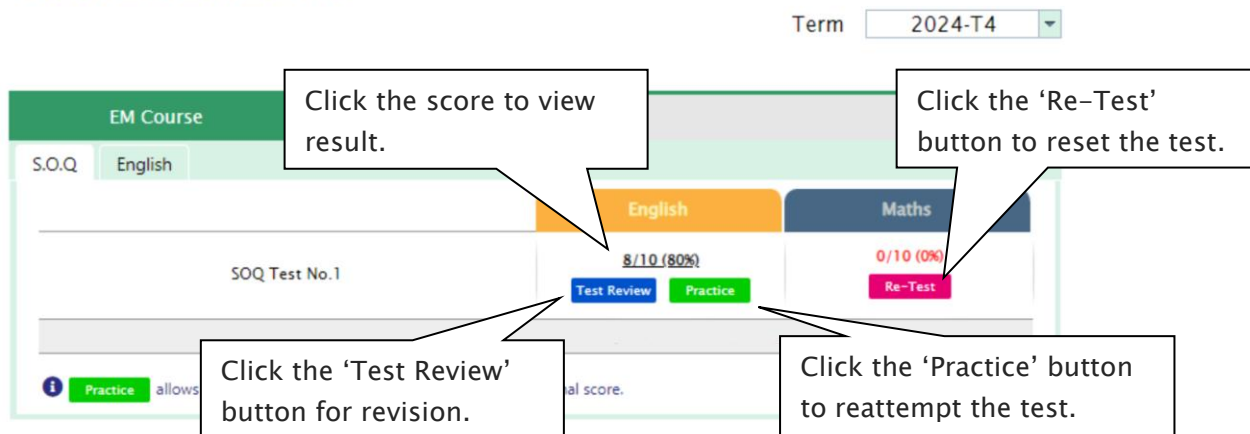 Term 2024-T4
Click the score to view
result.
Click the ‘Re-Test’
button to reset the test.
EM Course
S.O.Q English
English Maths
SOQ Test No.1
8/10 (80%) 0/10 (0%)
Test Review Practice Re-Test
Click the ‘Test Review’
button for revision.
Click the ‘Practice’ button
to reattempt the test.
Practice allows
score.